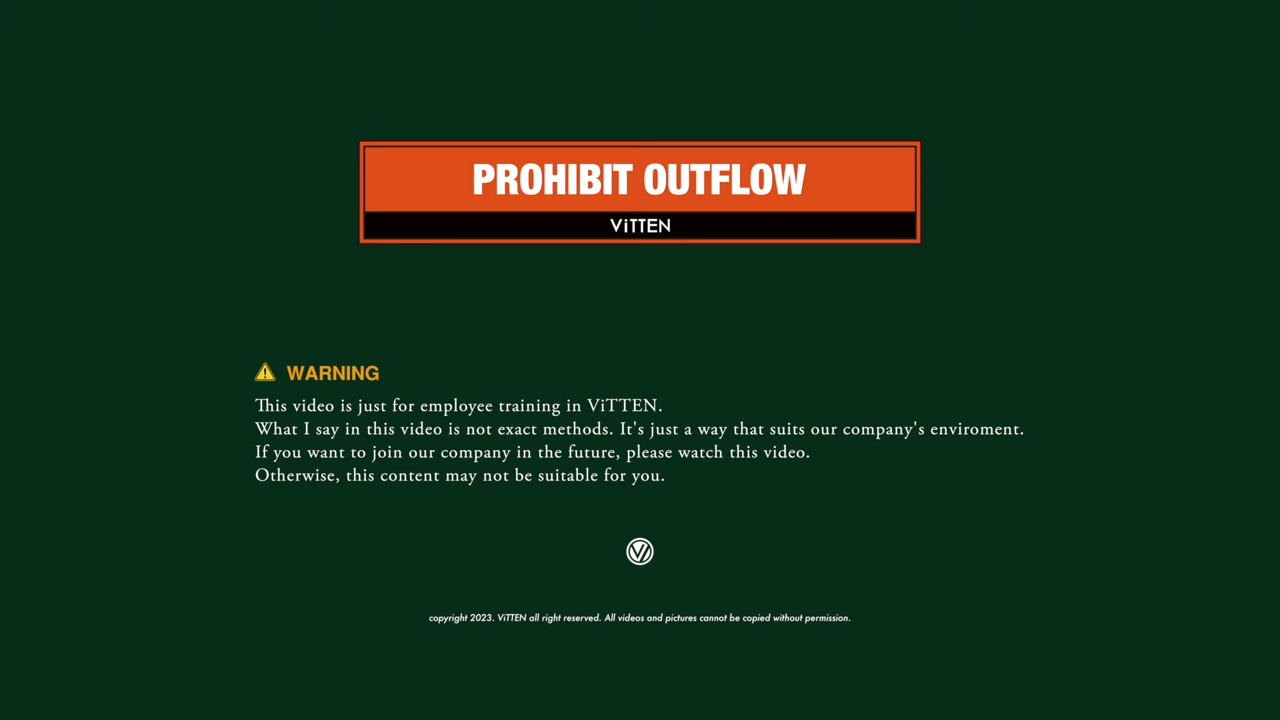 PROHIBIT OUTFLOW
ViTTEN
WARNING
This video is just for employee training in ViTTEN.
What I say in this video is not exact methods. It's just a way that suits our company's enviroment.
If you want to join our company in the future, please watch this video.
Otherwise, this content may not be suitable for you.
copyright 2023. ViTTEN all right reserved. All videos and pictures cannot be copied without permission.